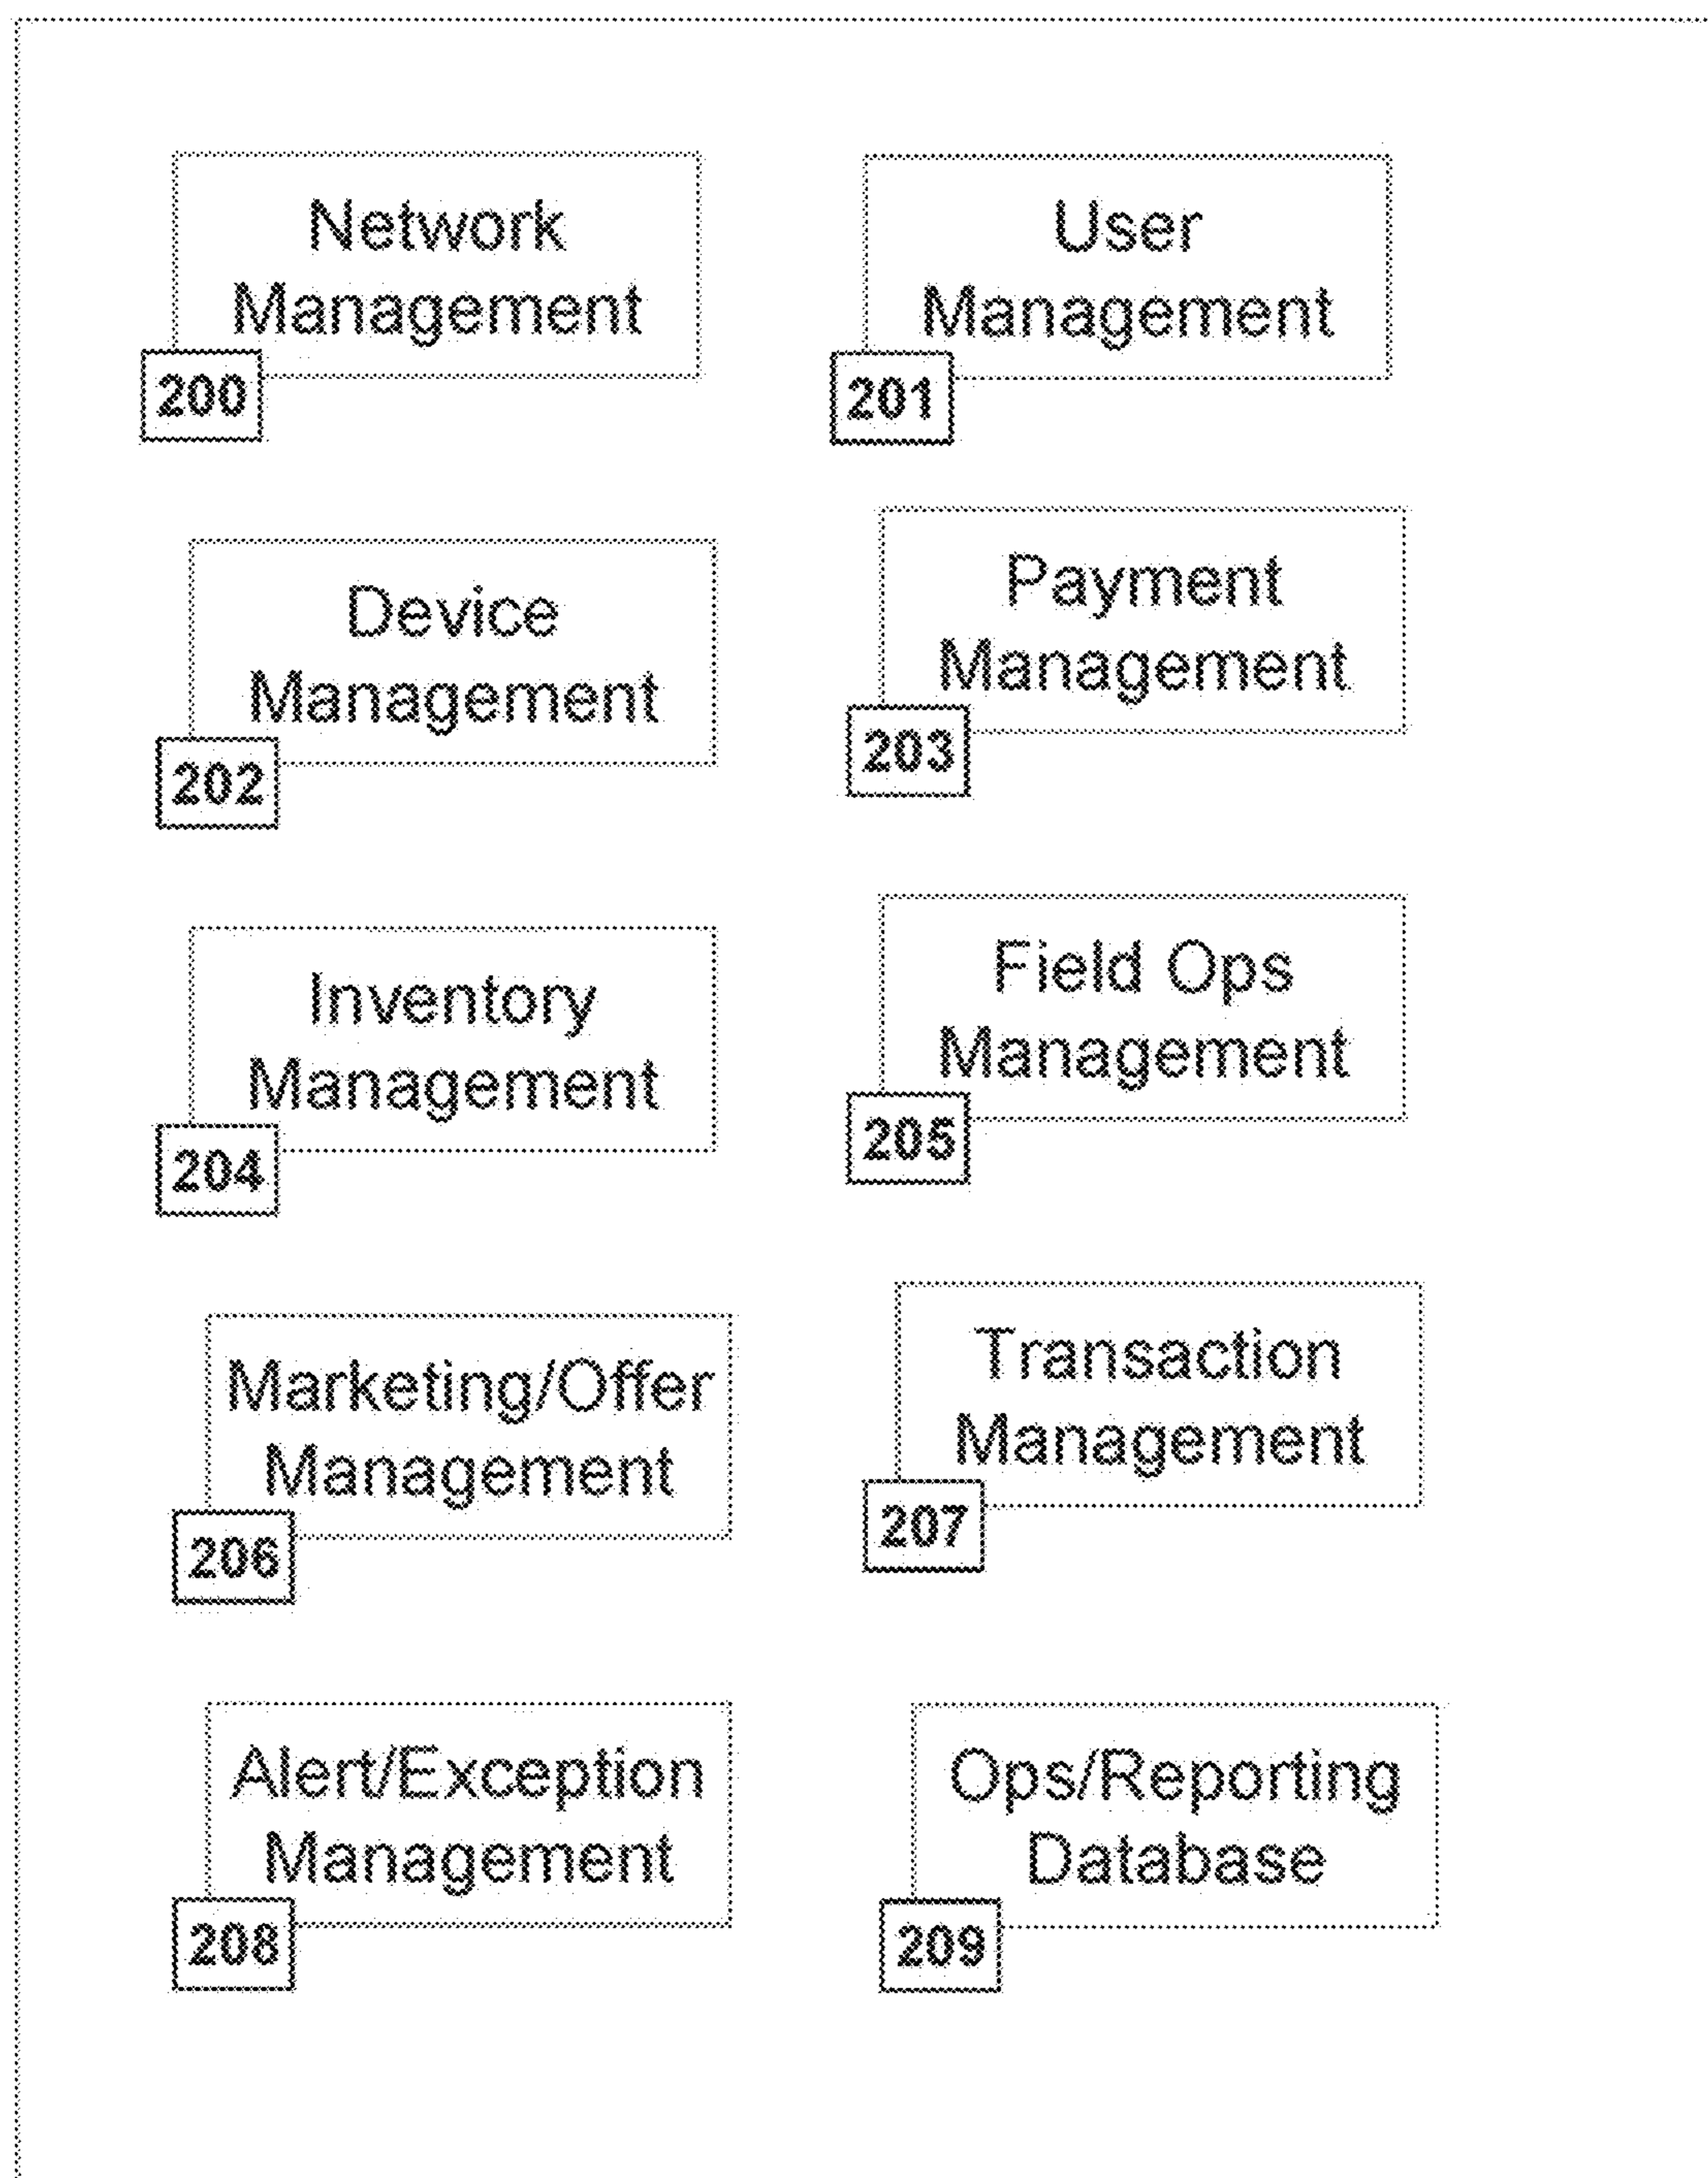 Network
Management
200
User
Management
201
Device
Management
202
Payment
Management
203
Inventory
Management
204
Field Ops
Management
205
Marketing/Offer
Management
206
Transaction
Management
207
Alert/Exception
Management
208
Ops/Reporting
Database
209